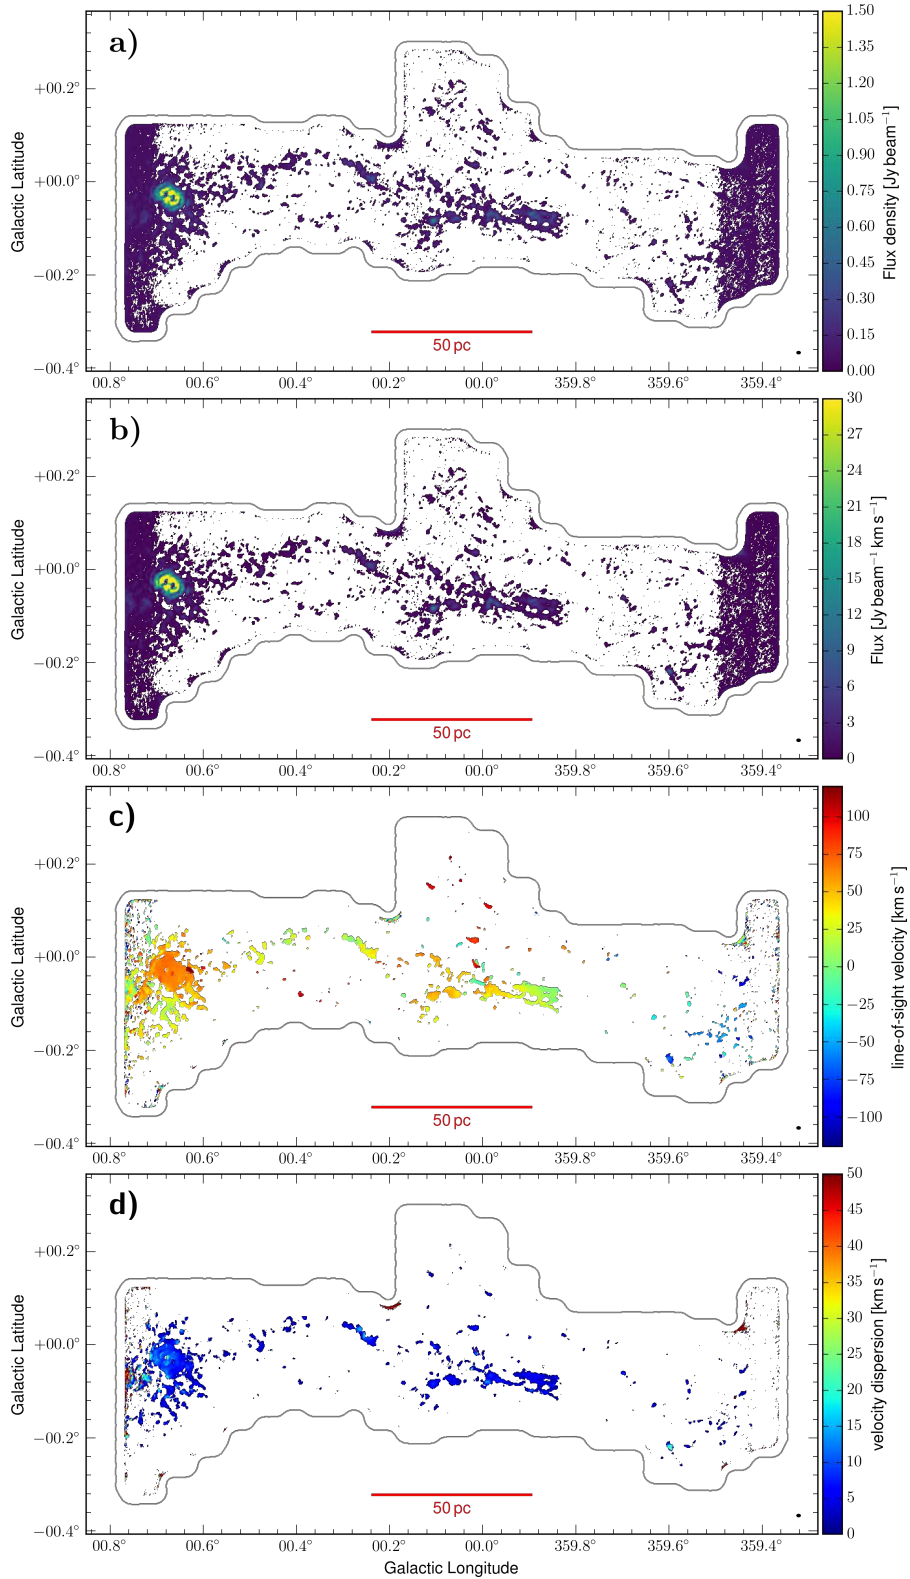 a)
Galactic Latitude
+00.2°
+00.0°
−00.2°
−00.4°
50 pc
00.8° 00.6° 00.4° 00.2° 00.0° 359.8° 359.6° 359.4°
1.50
1.35
1.20
1.05
0.90
0.75
0.60
0.45
0.30
0.15
0.00
Flux density [Jy beam⁻¹]
b)
Galactic Latitude
+00.2°
+00.0°
−00.2°
−00.4°
50 pc
00.8° 00.6° 00.4° 00.2° 00.0° 359.8° 359.6° 359.4°
30
27
24
21
18
15
12
9
6
3
0
Flux [Jy beam⁻¹ km s⁻¹]
c)
Galactic Latitude
+00.2°
+00.0°
−00.2°
−00.4°
50 pc
00.8° 00.6° 00.4° 00.2° 00.0° 359.8° 359.6° 359.4°
100
75
50
25
0
−25
−50
−75
−100
line-of-sight velocity [km s⁻¹]
d)
Galactic Latitude
+00.2°
+00.0°
−00.2°
−00.4°
50 pc
00.8° 00.6° 00.4° 00.2° 00.0° 359.8° 359.6° 359.4°
50
45
40
35
30
25
20
15
10
5
0
velocity dispersion [km s⁻¹]
Galactic Longitude